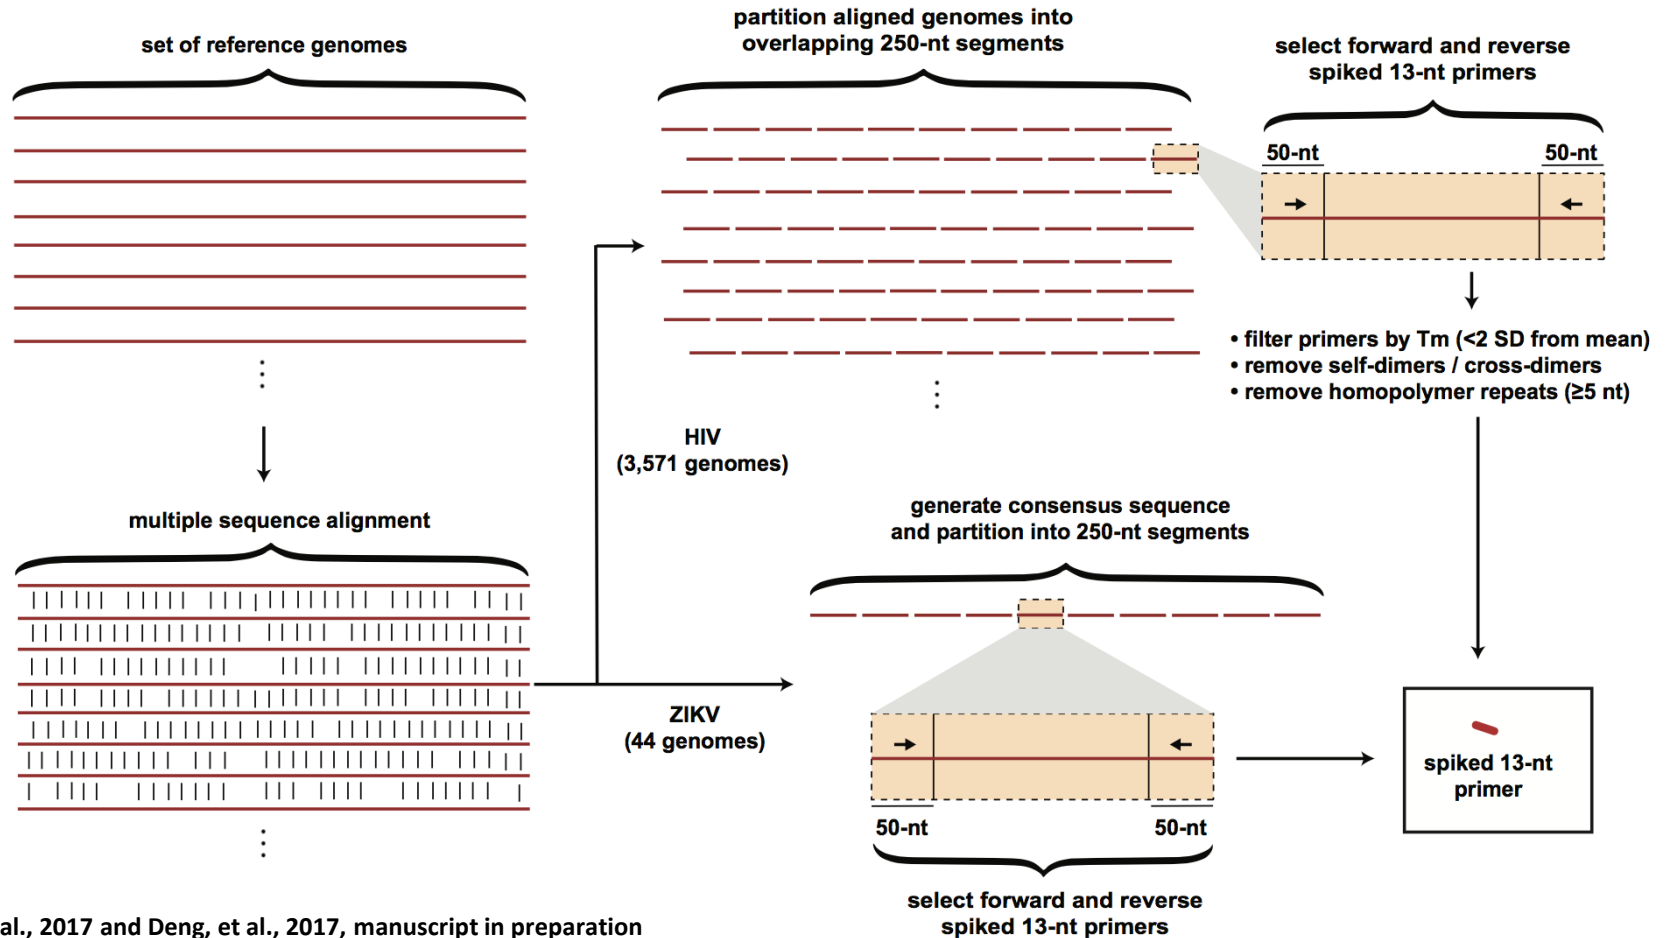 set of reference genomes
partition aligned genomes into
overlapping 250-nt segments
select forward and reverse
spiked 13-nt primers
50-nt
50-nt
• filter primers by Tm (<2 SD from mean)
• remove self-dimers / cross-dimers
• remove homopolymer repeats (≥5 nt)
HIV
(3,571 genomes)
multiple sequence alignment
generate consensus sequence
and partition into 250-nt segments
ZIKV
(44 genomes)
50-nt
50-nt
select forward and reverse
spiked 13-nt primers
spiked 13-nt
primer
al., 2017 and Deng, et al., 2017, manuscript in preparation